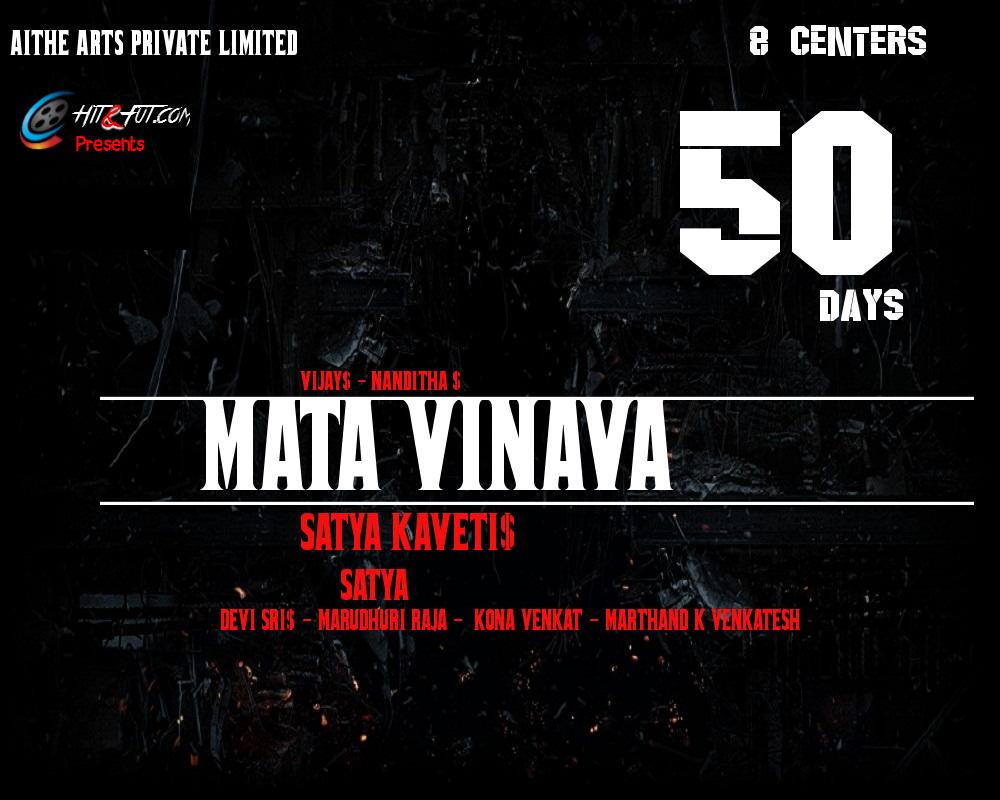 AITHE ARTS PRIVATE LIMITED
8 CENTERS
HIT&FUT.COM
Presents
50
DAYS
VIJAY$ - NANDITHA $
MATA VINAVA
SATYA KAVETI$
SATYA
DEVI SRI$ - MARUDHURI RAJA - KONA VENKAT - MARTHAND K VENKATESH